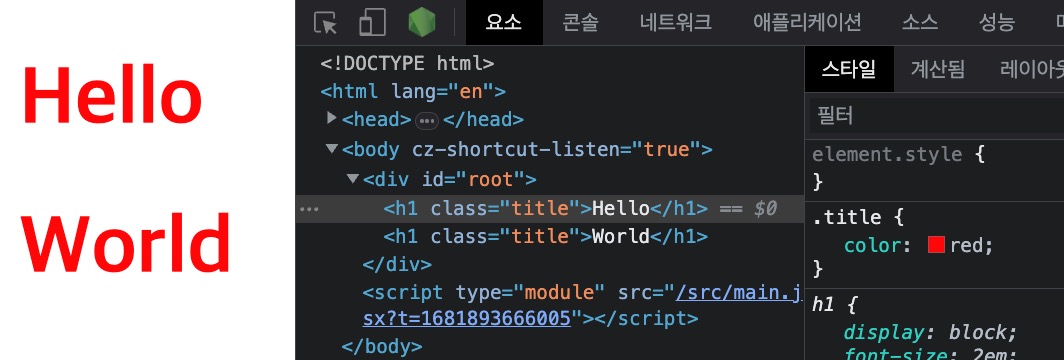 Hello
World
요소 콘솔 네트워크 애플리케이션 소스 성능
<!DOCTYPE html>
<html lang="en">
<head>…</head>
<body cz-shortcut-listen="true">
<div id="root">
<h1 class="title">Hello</h1> == $0
<h1 class="title">World</h1>
</div>
<script type="module" src="/src/main.j
sx?t=1681893666005"></script>
</body>
스타일 계산됨 레이아웃
필터
element.style {
}
.title {
color: red;
}
h1 {
display: block;
font-size: 2em;